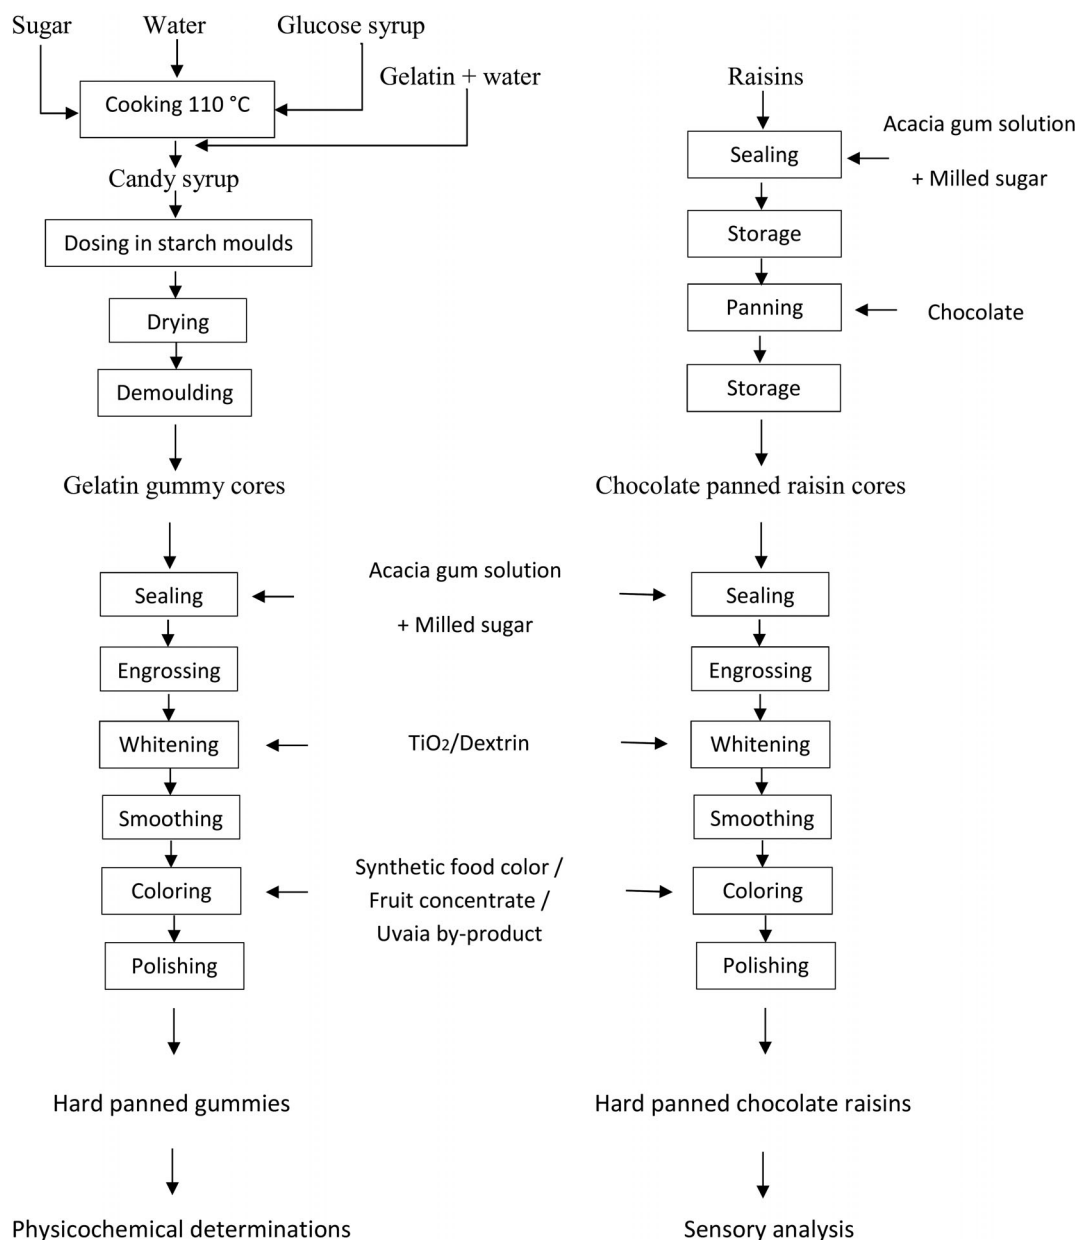 Sugar
Water
Glucose syrup
Gelatin + water
Cooking 110 °C
Candy syrup
Dosing in starch moulds
Drying
Demoulding
Gelatin gummy cores
Raisins
Acacia gum solution
+ Milled sugar
Sealing
Storage
Panning
Chocolate
Storage
Chocolate panned raisin cores
Sealing
Acacia gum solution
+ Milled sugar
Sealing
Engrossing
Engrossing
Whitening
TiO2/Dextrin
Whitening
Smoothing
Smoothing
Coloring
Synthetic food color /
Fruit concentrate /
Uvaia by-product
Coloring
Polishing
Polishing
Hard panned gummies
Hard panned chocolate raisins
Physicochemical determinations
Sensory analysis